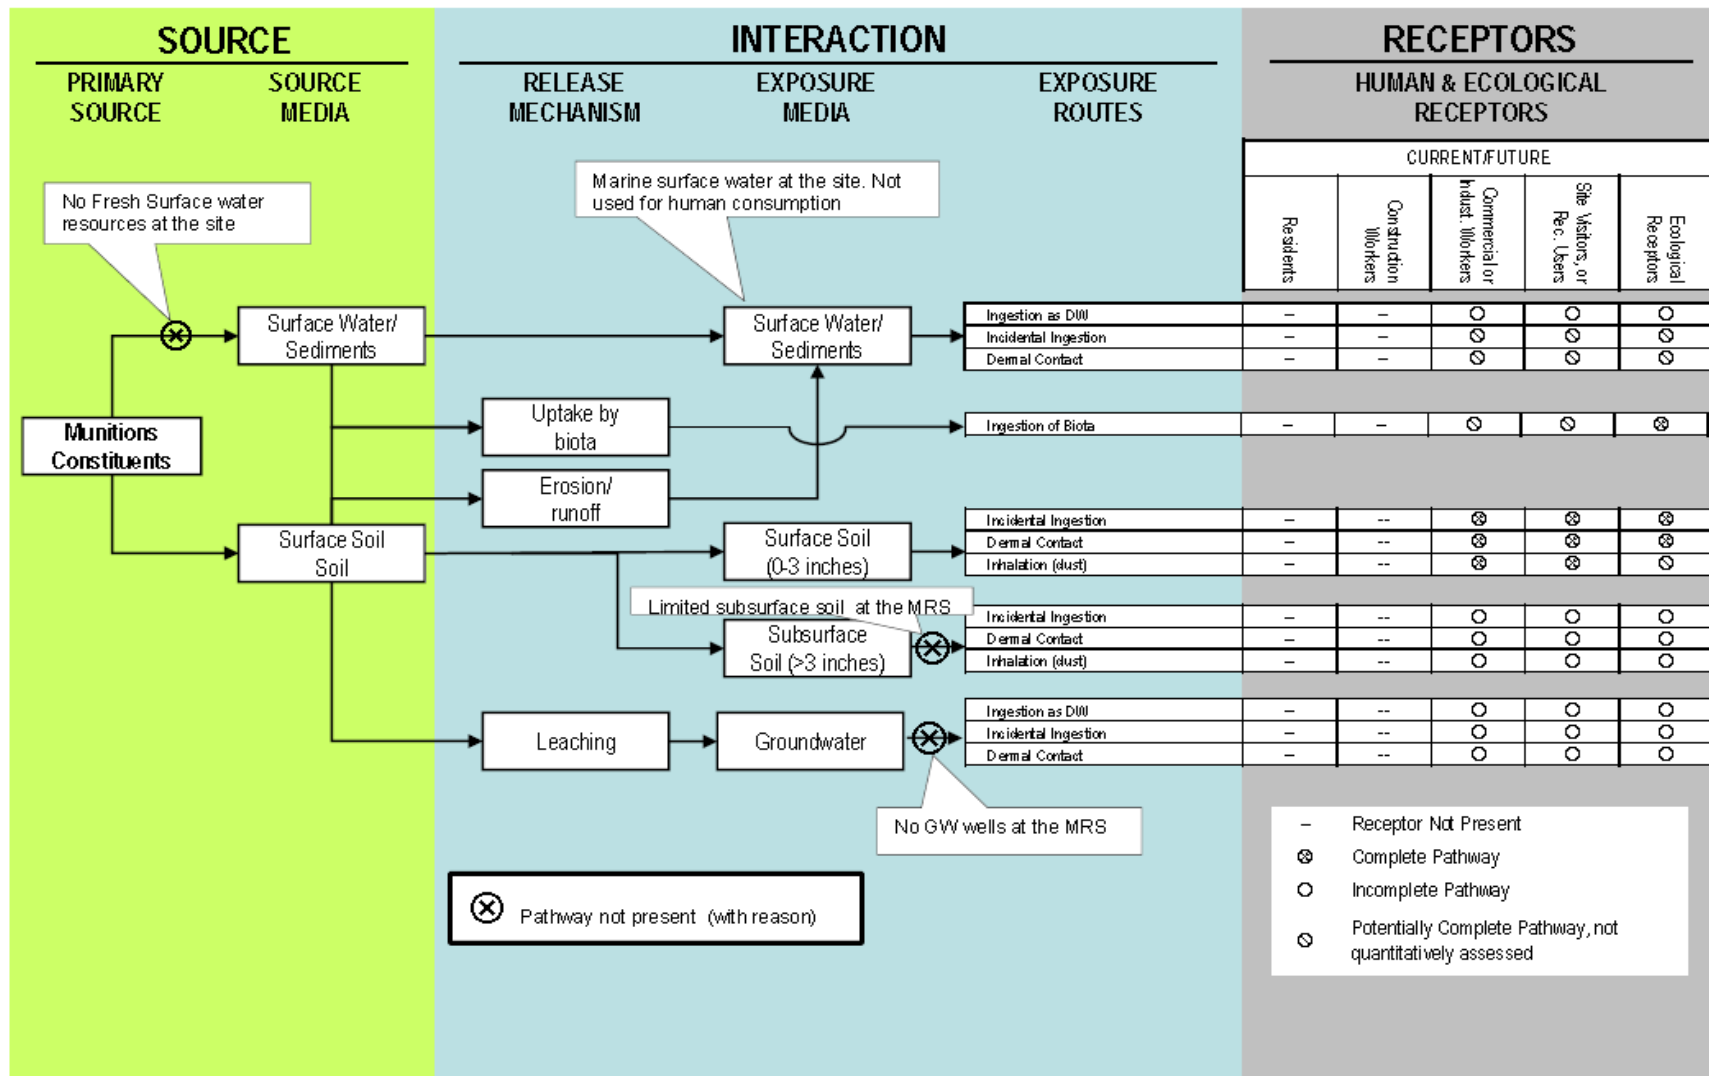 SOURCE
INTERACTION
RECEPTORS
PRIMARY
SOURCE
SOURCE
MEDIA
RELEASE
MECHANISM
EXPOSURE
MEDIA
EXPOSURE
ROUTES
HUMAN & ECOLOGICAL
RECEPTORS
CURRENT/FUTURE
Residents
Construction
Workers
Commercial or
Indust. Workers
Site Visitors, or
Rec. Users
Ecological
Receptors
No Fresh Surface water
resources at the site
Marine surface water at the site. Not
used for human consumption
Surface Water/
Sediments
Surface Water/
Sediments
Ingestion as DW – –
Incidental Ingestion – –
Dermal Contact – –
Munitions
Constituents
Uptake by
biota
Ingestion of Biota – –
Erosion/
runoff
Surface Soil
Soil
Surface Soil
(0-3 inches)
Incidental Ingestion – --
Dermal Contact – --
Inhalation (dust) – --
Limited subsurface soil at the MRS
Subsurface
Soil (>3 inches)
Incidental Ingestion – --
Dermal Contact – --
Inhalation (dust) – --
Leaching
Groundwater
Ingestion as DW – --
Incidental Ingestion – --
Dermal Contact – --
No GW wells at the MRS
Pathway not present (with reason)
– Receptor Not Present
Complete Pathway
Incomplete Pathway
Potentially Complete Pathway, not
quantitatively assessed